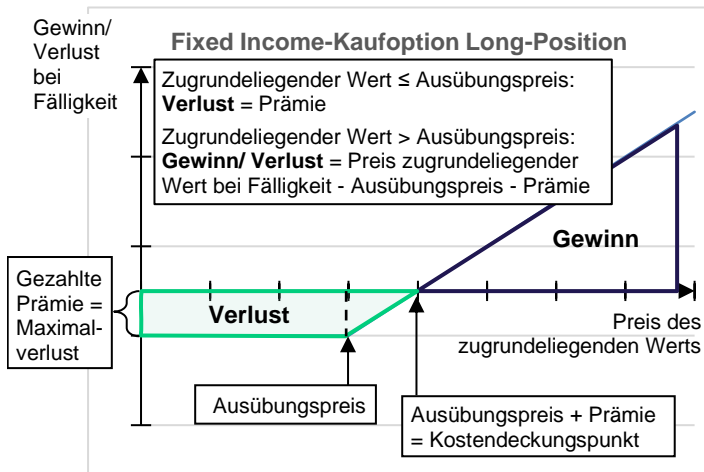 Gewinn/
Verlust
bei
Fälligkeit
Fixed Income-Kaufoption Long-Position
Zugrundeliegender Wert ≤ Ausübungspreis:
Verlust = Prämie
Zugrundeliegender Wert > Ausübungspreis:
Gewinn/ Verlust = Preis zugrundeliegender
Wert bei Fälligkeit - Ausübungspreis - Prämie
Gewinn
Gezahlte
Prämie =
Maximal-
verlust
Verlust
Preis des
zugrundeliegenden Werts
Ausübungspreis
Ausübungspreis + Prämie
= Kostendeckungspunkt